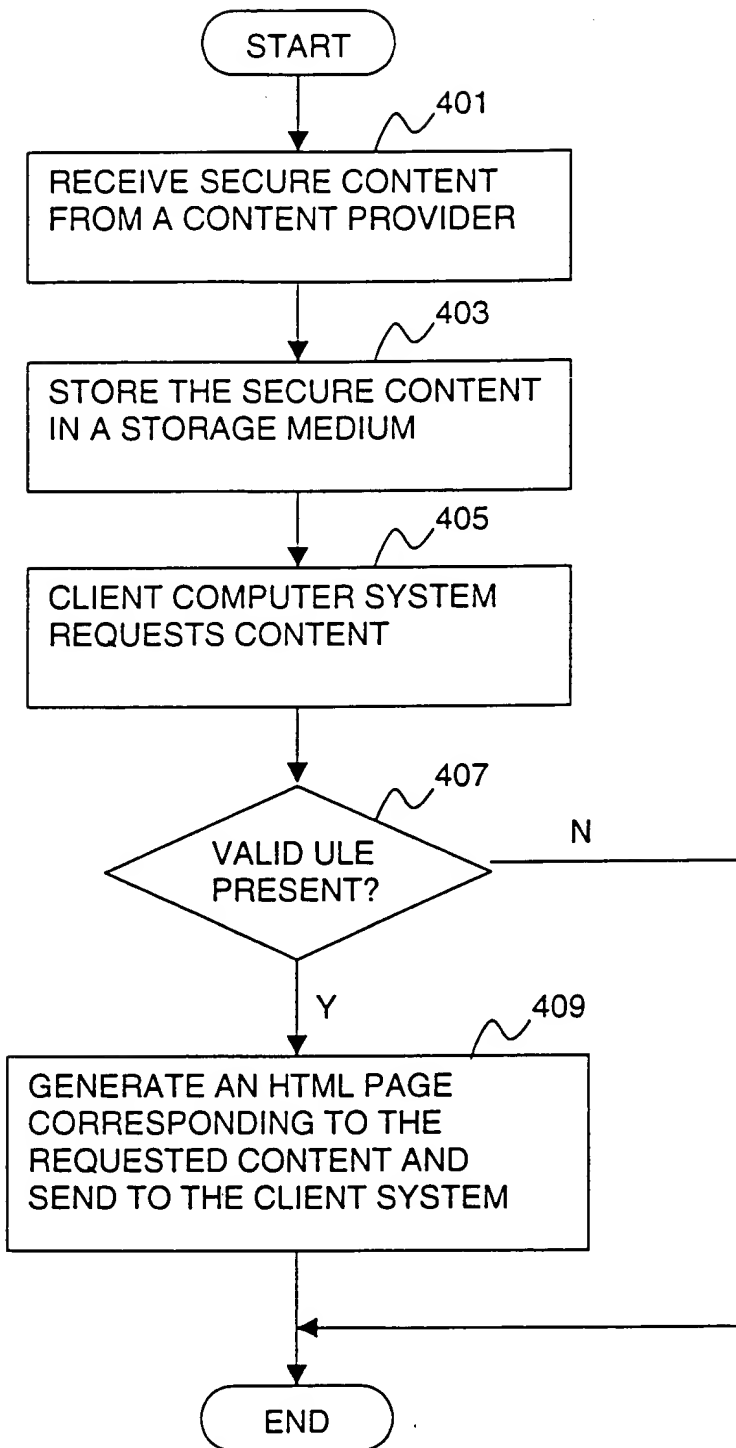 START
401
RECEIVE SECURE CONTENT
FROM A CONTENT PROVIDER
403
STORE THE SECURE CONTENT
IN A STORAGE MEDIUM
405
CLIENT COMPUTER SYSTEM
REQUESTS CONTENT
407
VALID ULE
PRESENT?
N
Y
409
GENERATE AN HTML PAGE
CORRESPONDING TO THE
REQUESTED CONTENT AND
SEND TO THE CLIENT SYSTEM
END